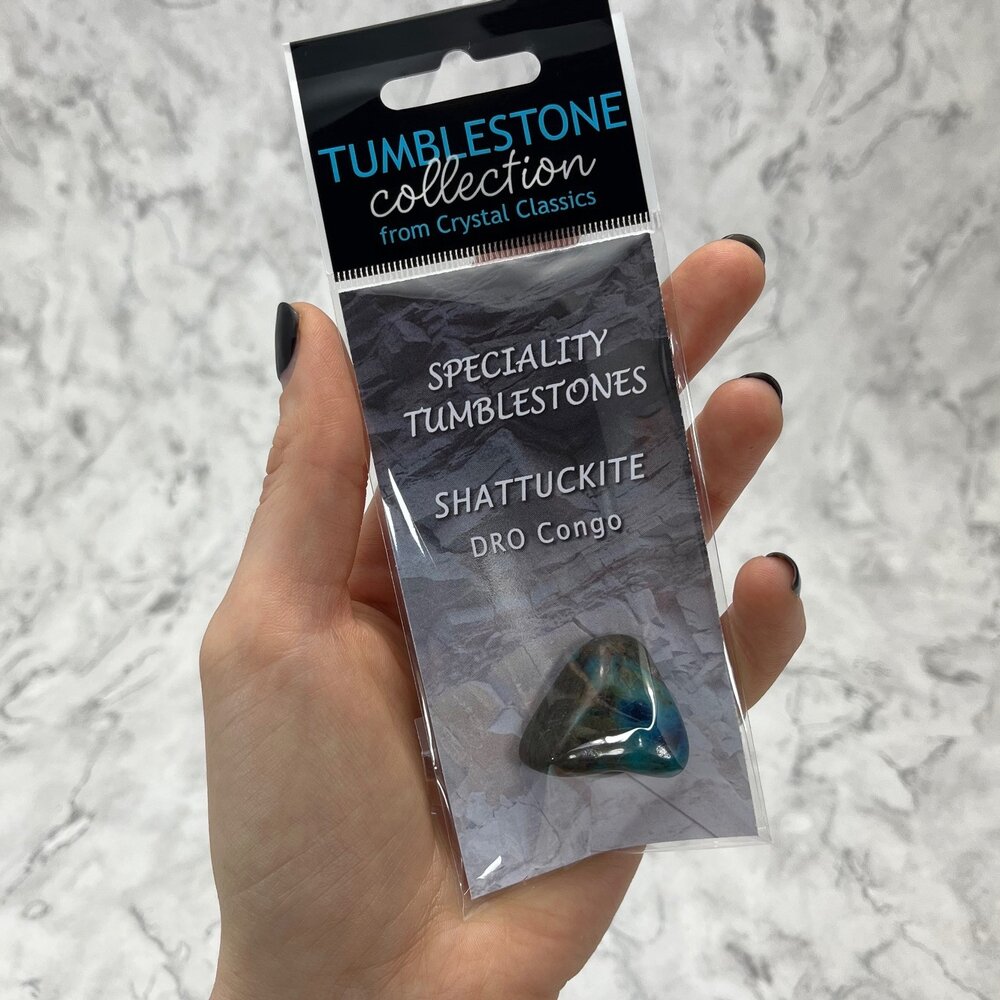 TUMBLESTONE
collection
from Crystal Classics
SPECIALITY
TUMBLESTONES
SHATTUCKITE
DRO Congo